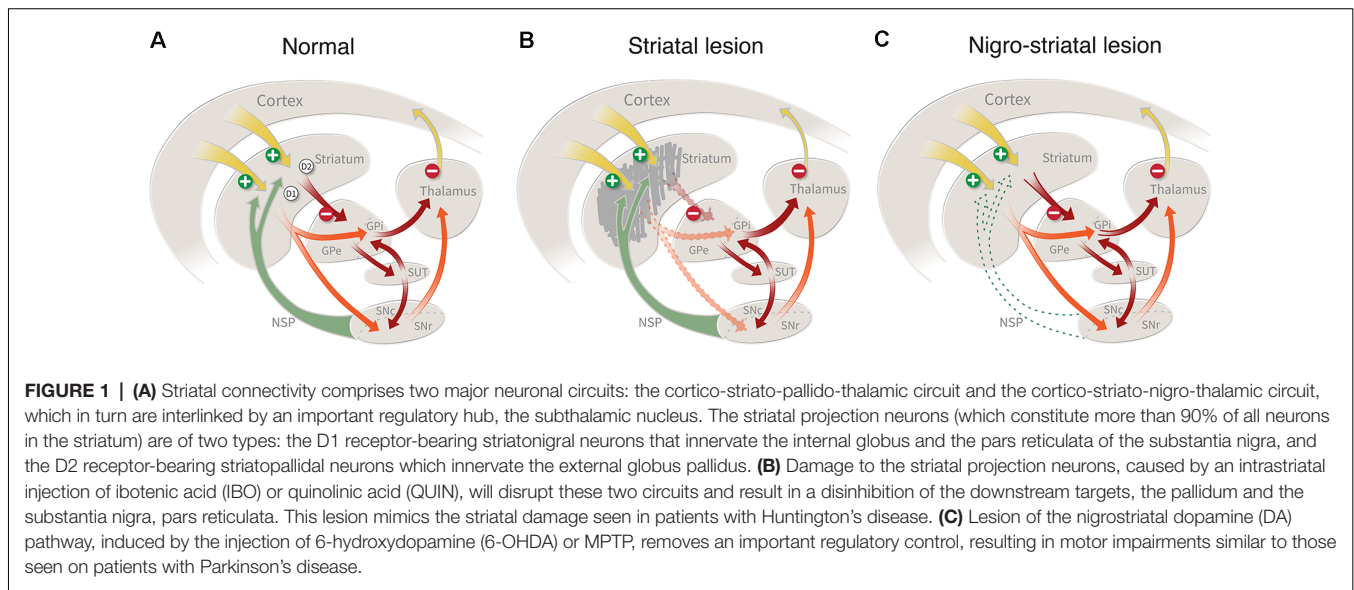 A
Normal
B
Striatal lesion
C
Nigro-striatal lesion
Cortex
Striatum
D2
D1
Thalamus
GPi
GPe
SUT
SNc
SNr
NSP
Cortex
Striatum
Thalamus
GPi
GPe
SUT
SNc
SNr
NSP
Cortex
Striatum
Thalamus
GPi
GPe
SUT
SNc
SNr
NSP
FIGURE 1 | (A) Striatal connectivity comprises two major neuronal circuits: the cortico-striato-pallido-thalamic circuit and the cortico-striato-nigro-thalamic circuit,
which in turn are interlinked by an important regulatory hub, the subthalamic nucleus. The striatal projection neurons (which constitute more than 90% of all neurons
in the striatum) are of two types: the D1 receptor-bearing striatonigral neurons that innervate the internal globus and the pars reticulata of the substantia nigra, and
the D2 receptor-bearing striatopallidal neurons which innervate the external globus pallidus. (B) Damage to the striatal projection neurons, caused by an intrastriatal
injection of ibotenic acid (IBO) or quinolinic acid (QUIN), will disrupt these two circuits and result in a disinhibition of the downstream targets, the pallidum and the
substantia nigra, pars reticulata. This lesion mimics the striatal damage seen in patients with Huntington's disease. (C) Lesion of the nigrostriatal dopamine (DA)
pathway, induced by the injection of 6-hydroxydopamine (6-OHDA) or MPTP, removes an important regulatory control, resulting in motor impairments similar to those
seen on patients with Parkinson's disease.